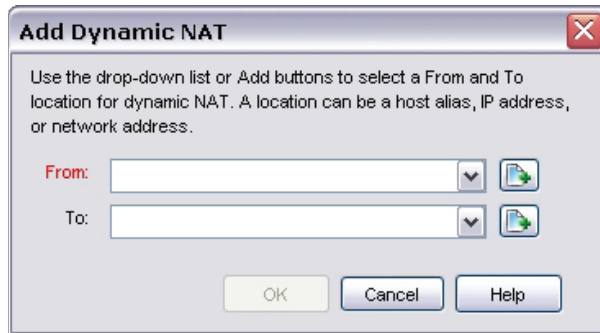 Add Dynamic NAT
Use the drop-down list or Add buttons to select a From and To
location for dynamic NAT. A location can be a host alias, IP address,
or network address.
From:
To:
OK Cancel Help